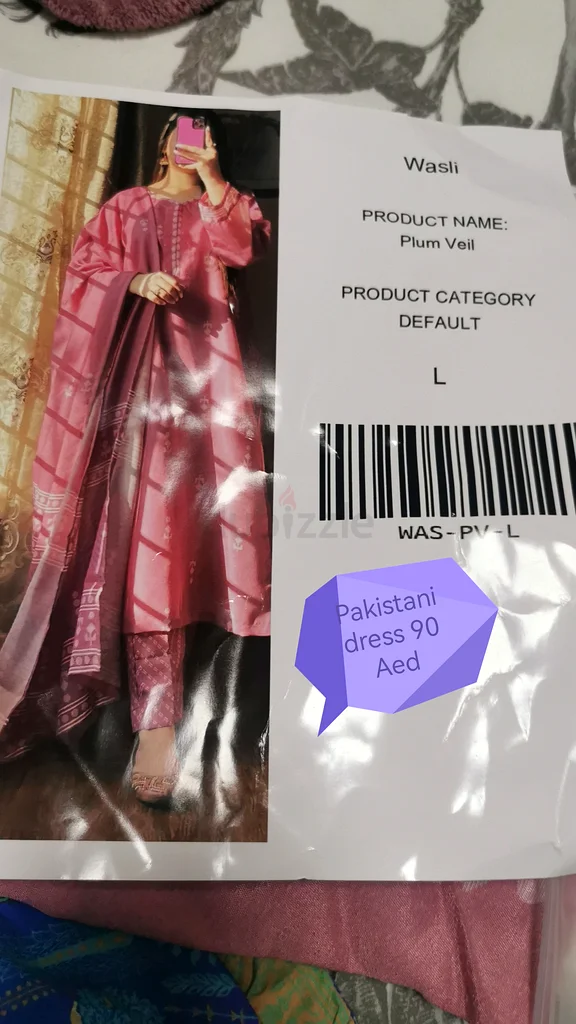 Wasli
PRODUCT NAME:
Plum Veil
PRODUCT CATEGORY
DEFAULT
L
WAS-PV-L
Pakistani
dress 90
Aed